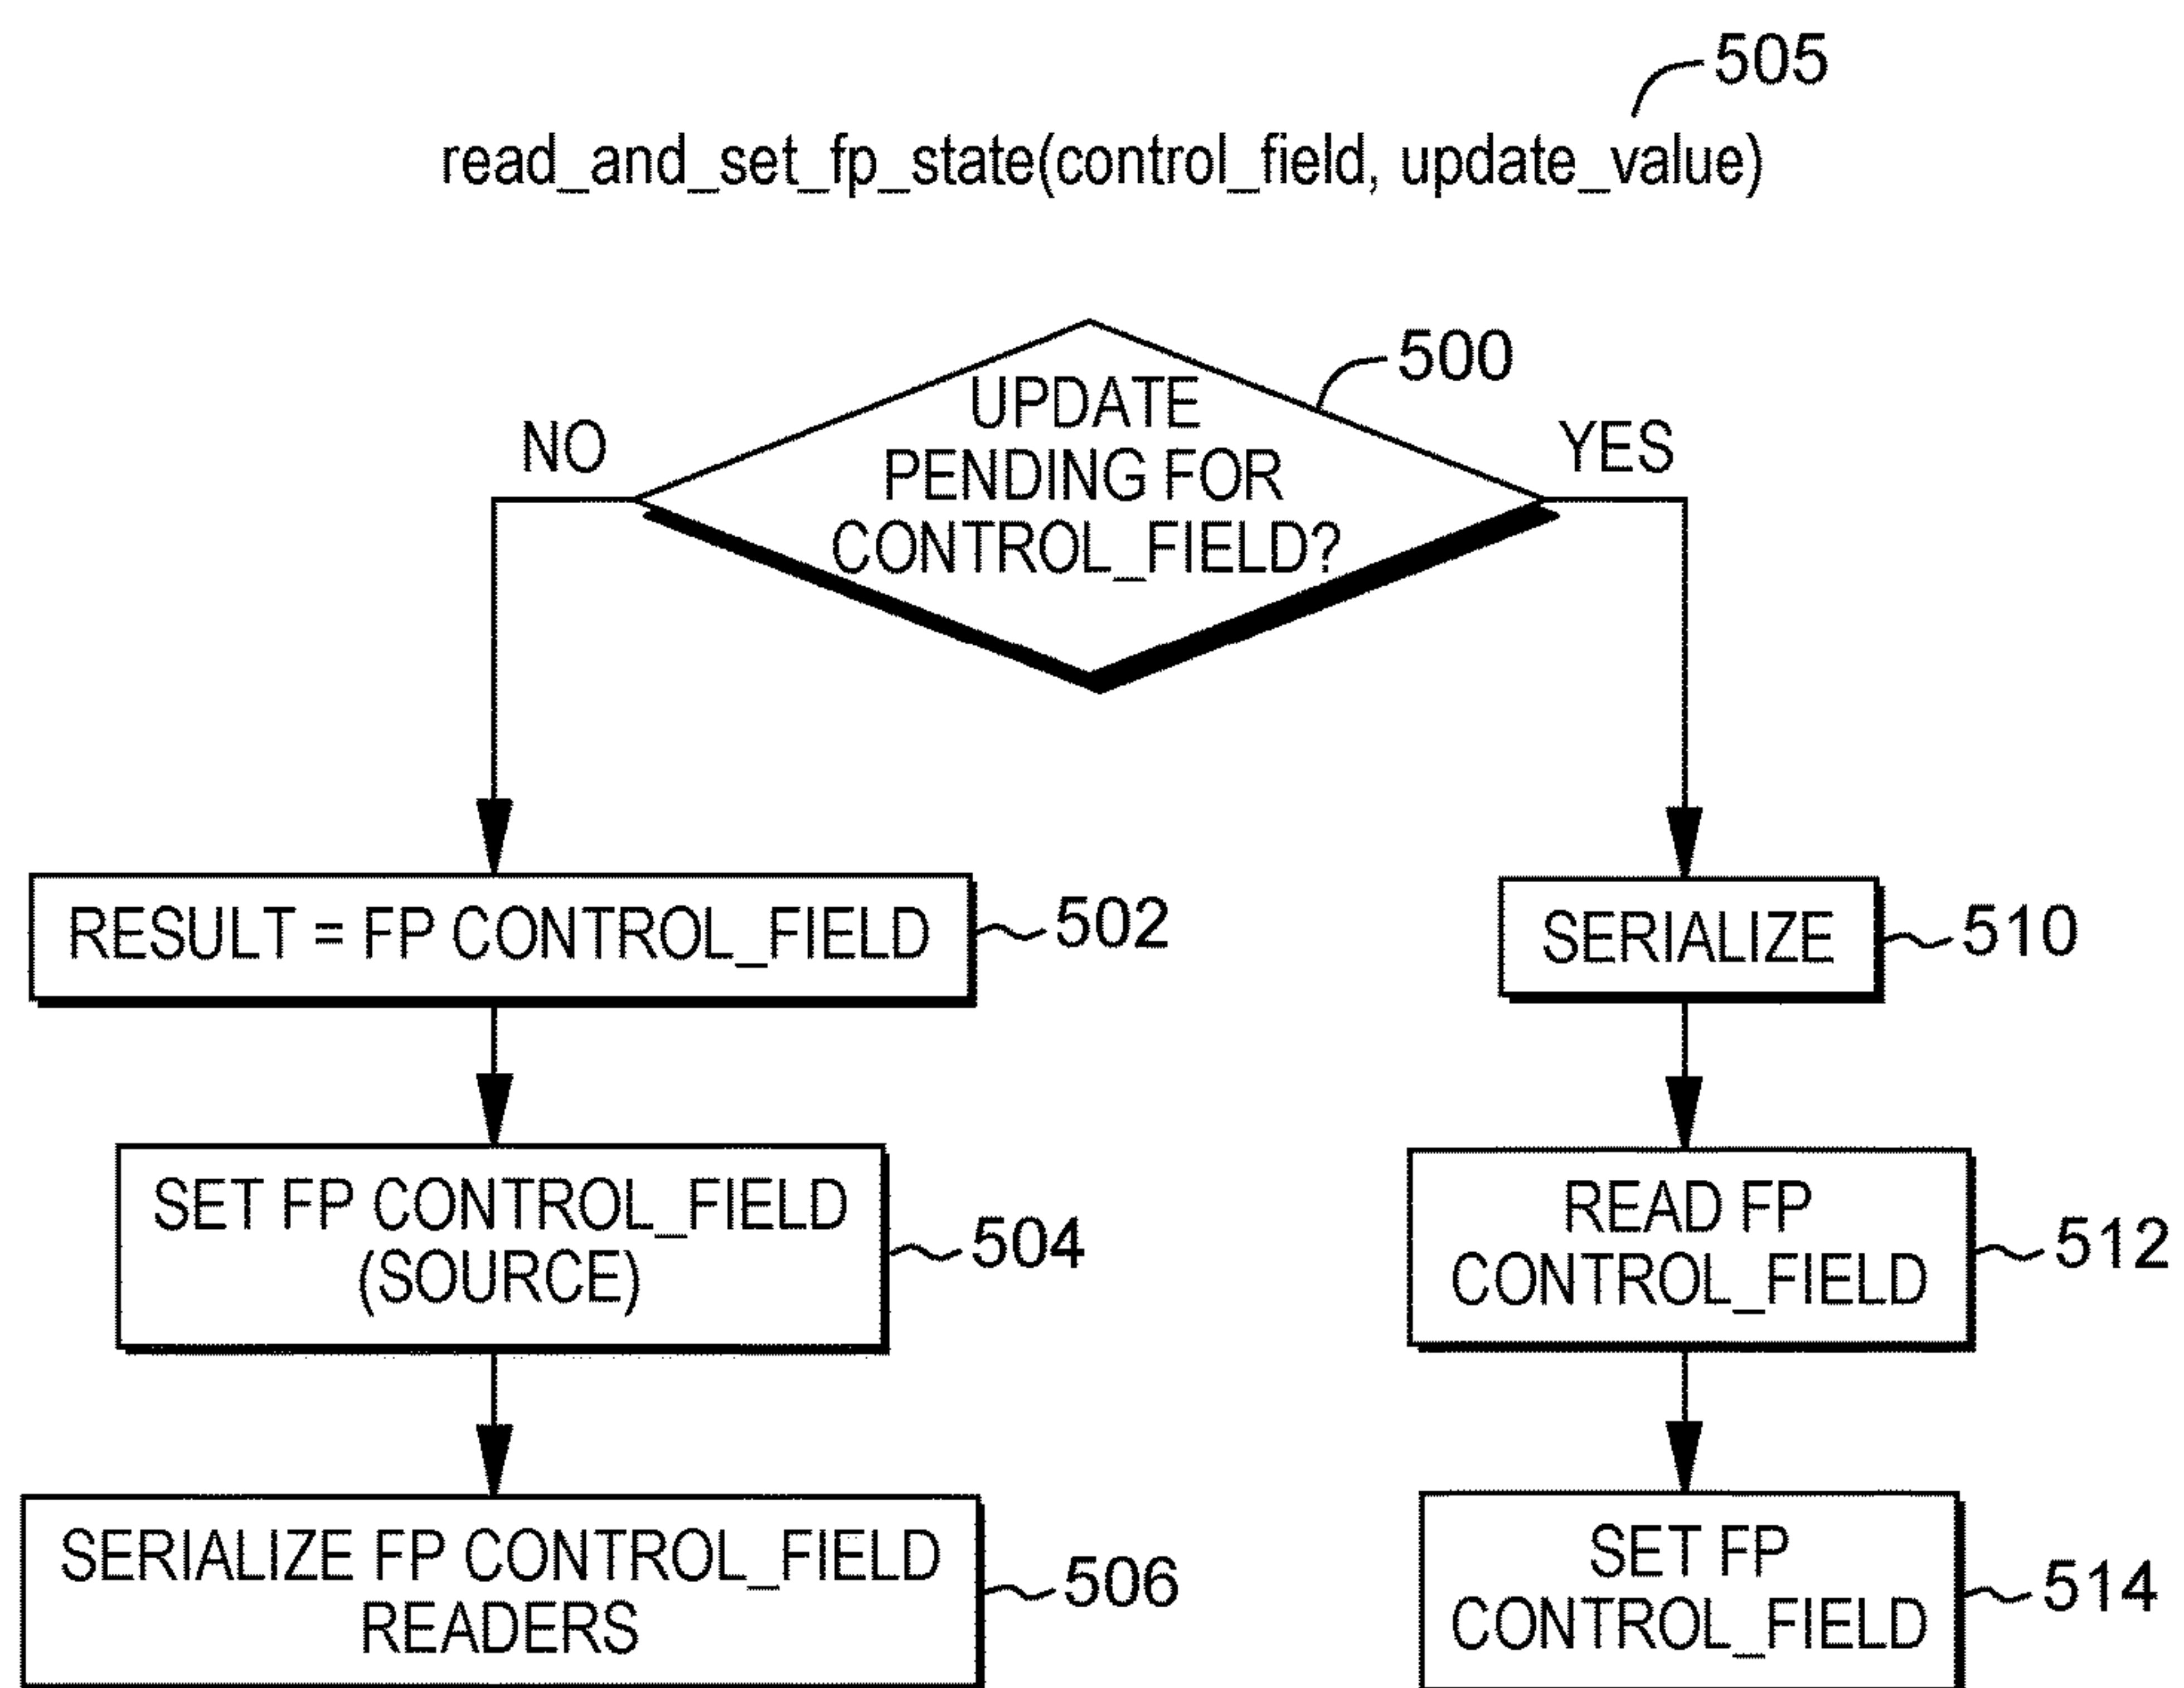 505
read_and_set_fp_state(control_field, update_value)
500
UPDATE
PENDING FOR
CONTROL_FIELD?
NO
YES
RESULT = FP CONTROL_FIELD
502
SET FP CONTROL_FIELD
(SOURCE)
504
SERIALIZE FP CONTROL_FIELD
READERS
506
SERIALIZE
510
READ FP
CONTROL_FIELD
512
SET FP
CONTROL_FIELD
514